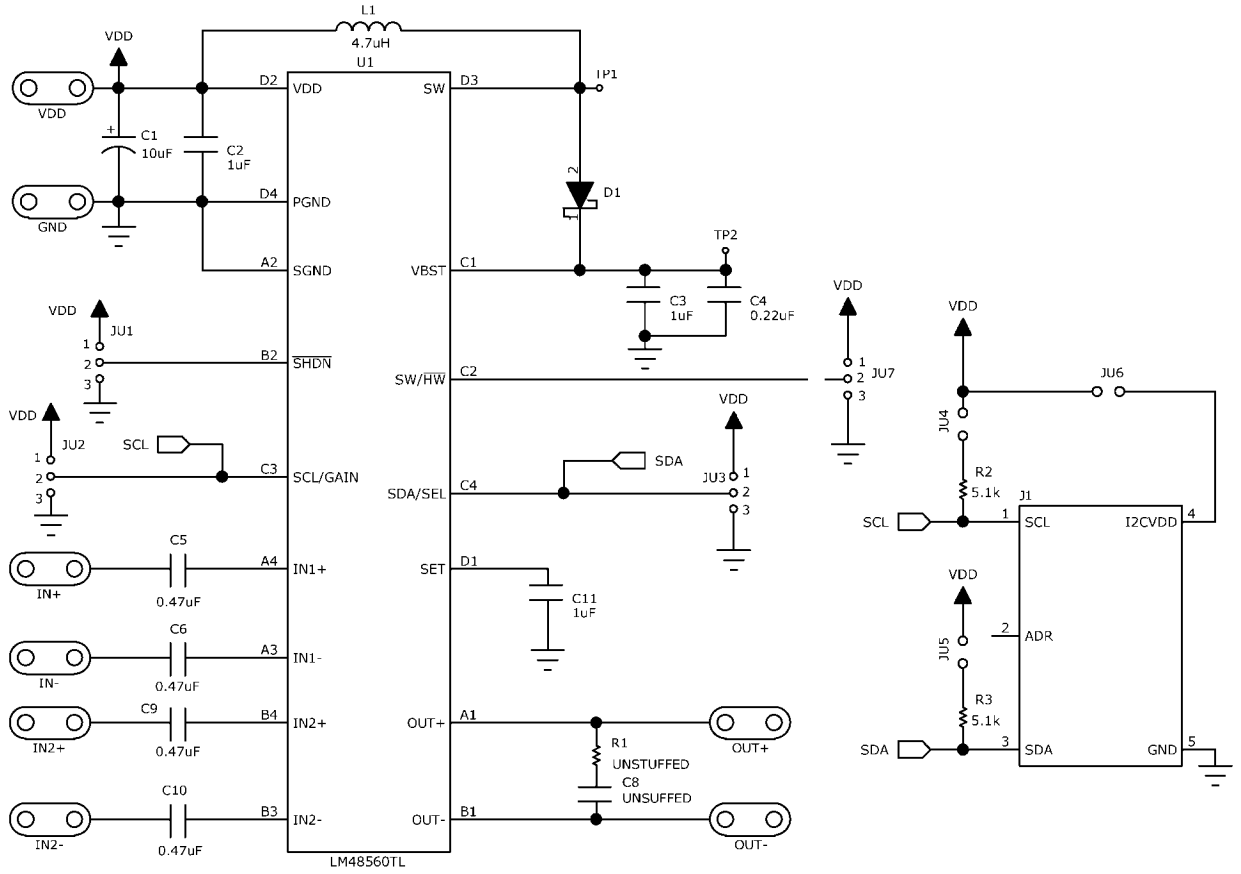 L1
4.7uH
U1
VDD
VDD
D2
VDD
SW
D3
TP1
+
C1
10uF
C2
1uF
2
D1
1
GND
D4
PGND
A2
SGND
VBST
C1
TP2
C3
1uF
C4
0.22uF
VDD
JU1
1
2
3
B2
SHDN
SW/HW
C2
VDD
1
2
3
JU7
VDD
JU6
JU4
R2
5.1k
VDD
JU2
1
2
3
SCL
C3
SCL/GAIN
SDA/SEL
C4
SDA
VDD
JU3
1
2
3
J1
SCL
1
SCL
I2CVDD
4
IN+
C5
0.47uF
A4
IN1+
SET
D1
C11
1uF
VDD
JU5
2
ADR
IN-
C6
0.47uF
A3
IN1-
R3
5.1k
IN2+
C9
0.47uF
B4
IN2+
OUT+
A1
R1
UNSTUFFED
C8
UNSUFFED
OUT+
SDA
3
SDA
GND
5
IN2-
C10
0.47uF
B3
IN2-
OUT-
B1
OUT-
LM48560TL